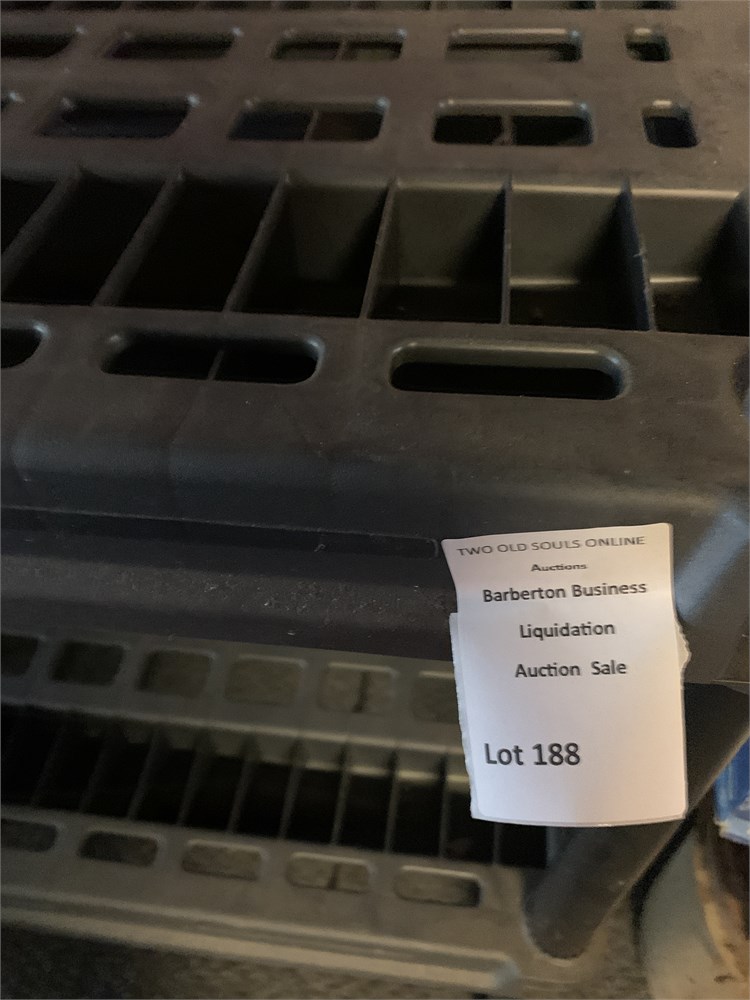 TWO OLD SOULS ONLINE
Auctions
Barberton Business
Liquidation
Auction Sale
Lot 188